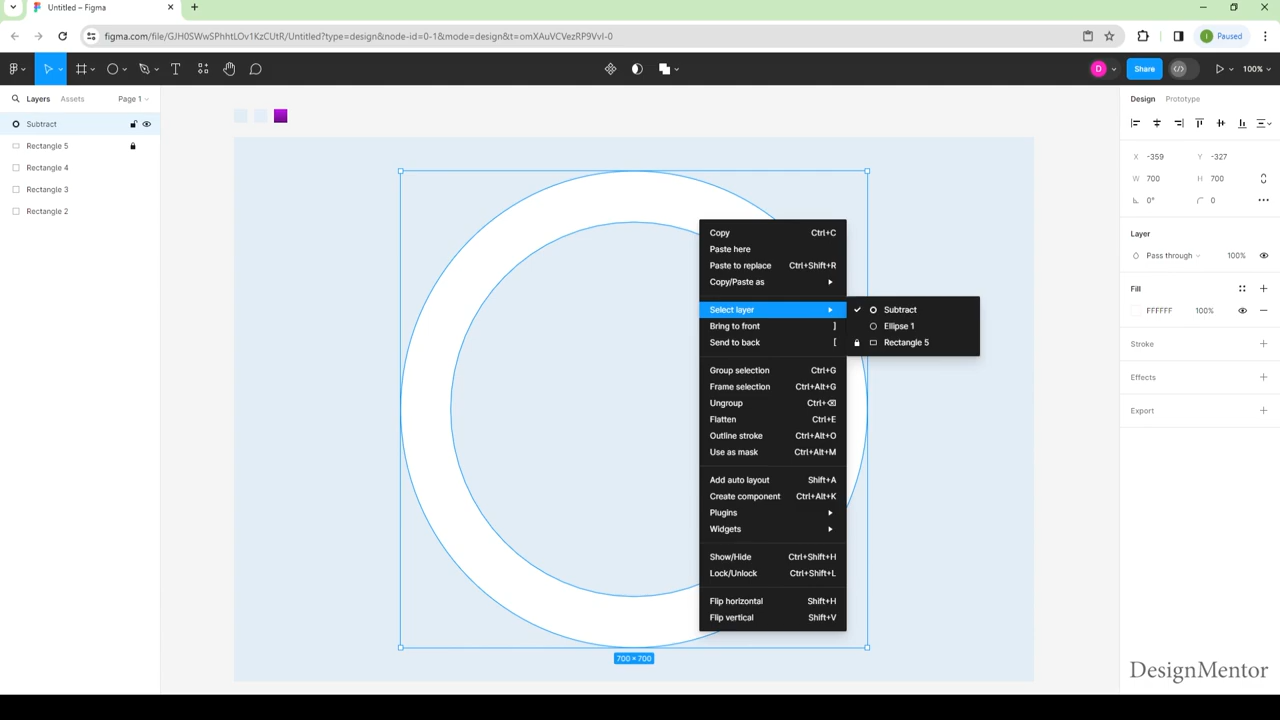 Untitled – Figma
figma.com/file/GJH0SWwSPhhtLOv1KzCUtR/Untitled?type=design&node-id=0-1&mode=design&t=omXAuVCVezRP9VvI-0
Paused
D
Share
100%
Layers
Assets
Page 1
Design
Prototype
Subtract
Rectangle 5
Rectangle 4
Rectangle 3
Rectangle 2
X -359
Y -327
W 700
H 700
0°
0
Layer
Pass through
100%
Fill
FFFFFF
100%
Stroke
Effects
Export
Copy Ctrl+C
Paste here
Paste to replace Ctrl+Shift+R
Copy/Paste as
Select layer
Bring to front ]
Send to back [
Group selection Ctrl+G
Frame selection Ctrl+Alt+G
Ungroup Ctrl+⌫
Flatten Ctrl+E
Outline stroke Ctrl+Alt+O
Use as mask Ctrl+Alt+M
Add auto layout Shift+A
Create component Ctrl+Alt+K
Plugins
Widgets
Show/Hide Ctrl+Shift+H
Lock/Unlock Ctrl+Shift+L
Flip horizontal Shift+H
Flip vertical Shift+V
Subtract
Ellipse 1
Rectangle 5
700 × 700
DesignMentor